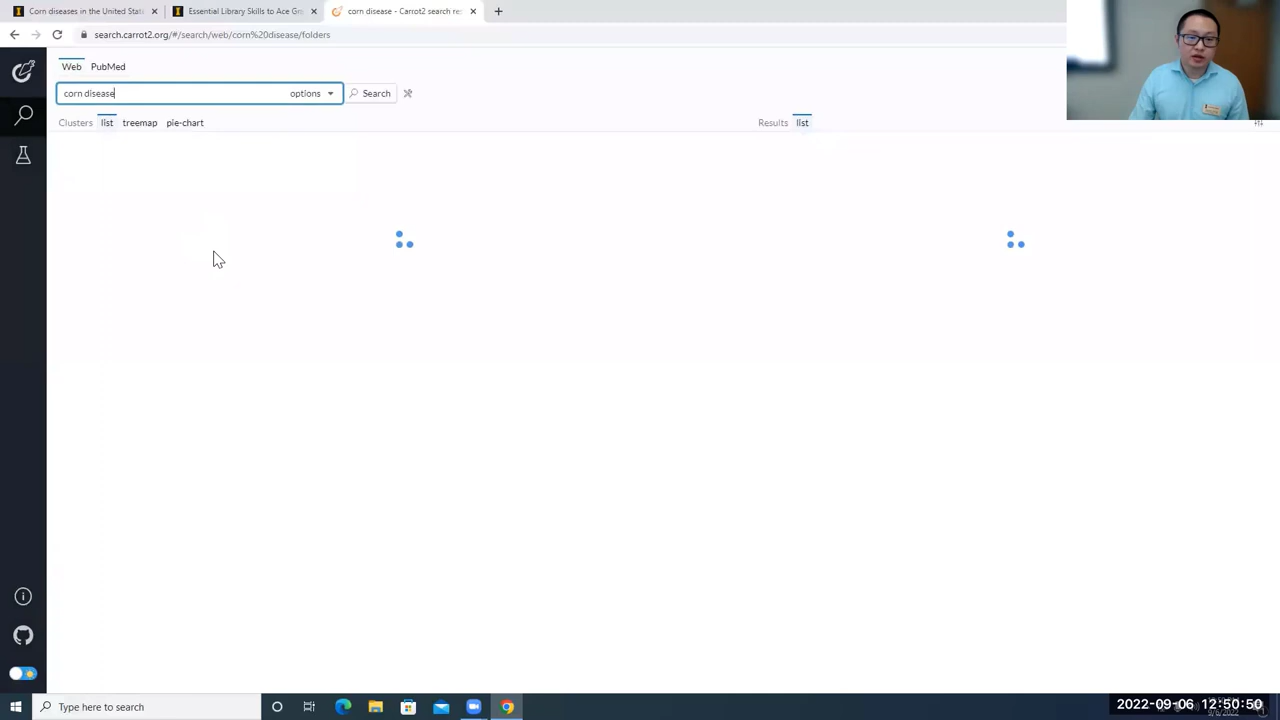 Corn diseases in the United Stat
Essential Library Skills to Ace Gr
corn disease - Carrot2 search re
search.carrot2.org/#/search/web/corn%20disease/folders
Web PubMed
corn disease options Search
Clusters list treemap pie-chart Results list
Type here to search
2022-09-06 12:50:50